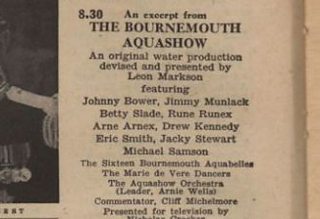 8.30 An excerpt from
THE BOURNEMOUTH
AQUASHOW
An original water production
devised and presented by
Leon Markson
featuring
Johnny Bower, Jimmy Munlack
Betty Slade, Rune Runex
Arne Arnex, Drew Kennedy
Eric Smith, Jacky Stewart
Michael Samson
The Sixteen Bournemouth Aquabelles
The Marie de Vere Dancers
The Aquashow Orchestra
(Leader, Arnie Wells)
Commentator, Cliff Michelmore
Presented for television by